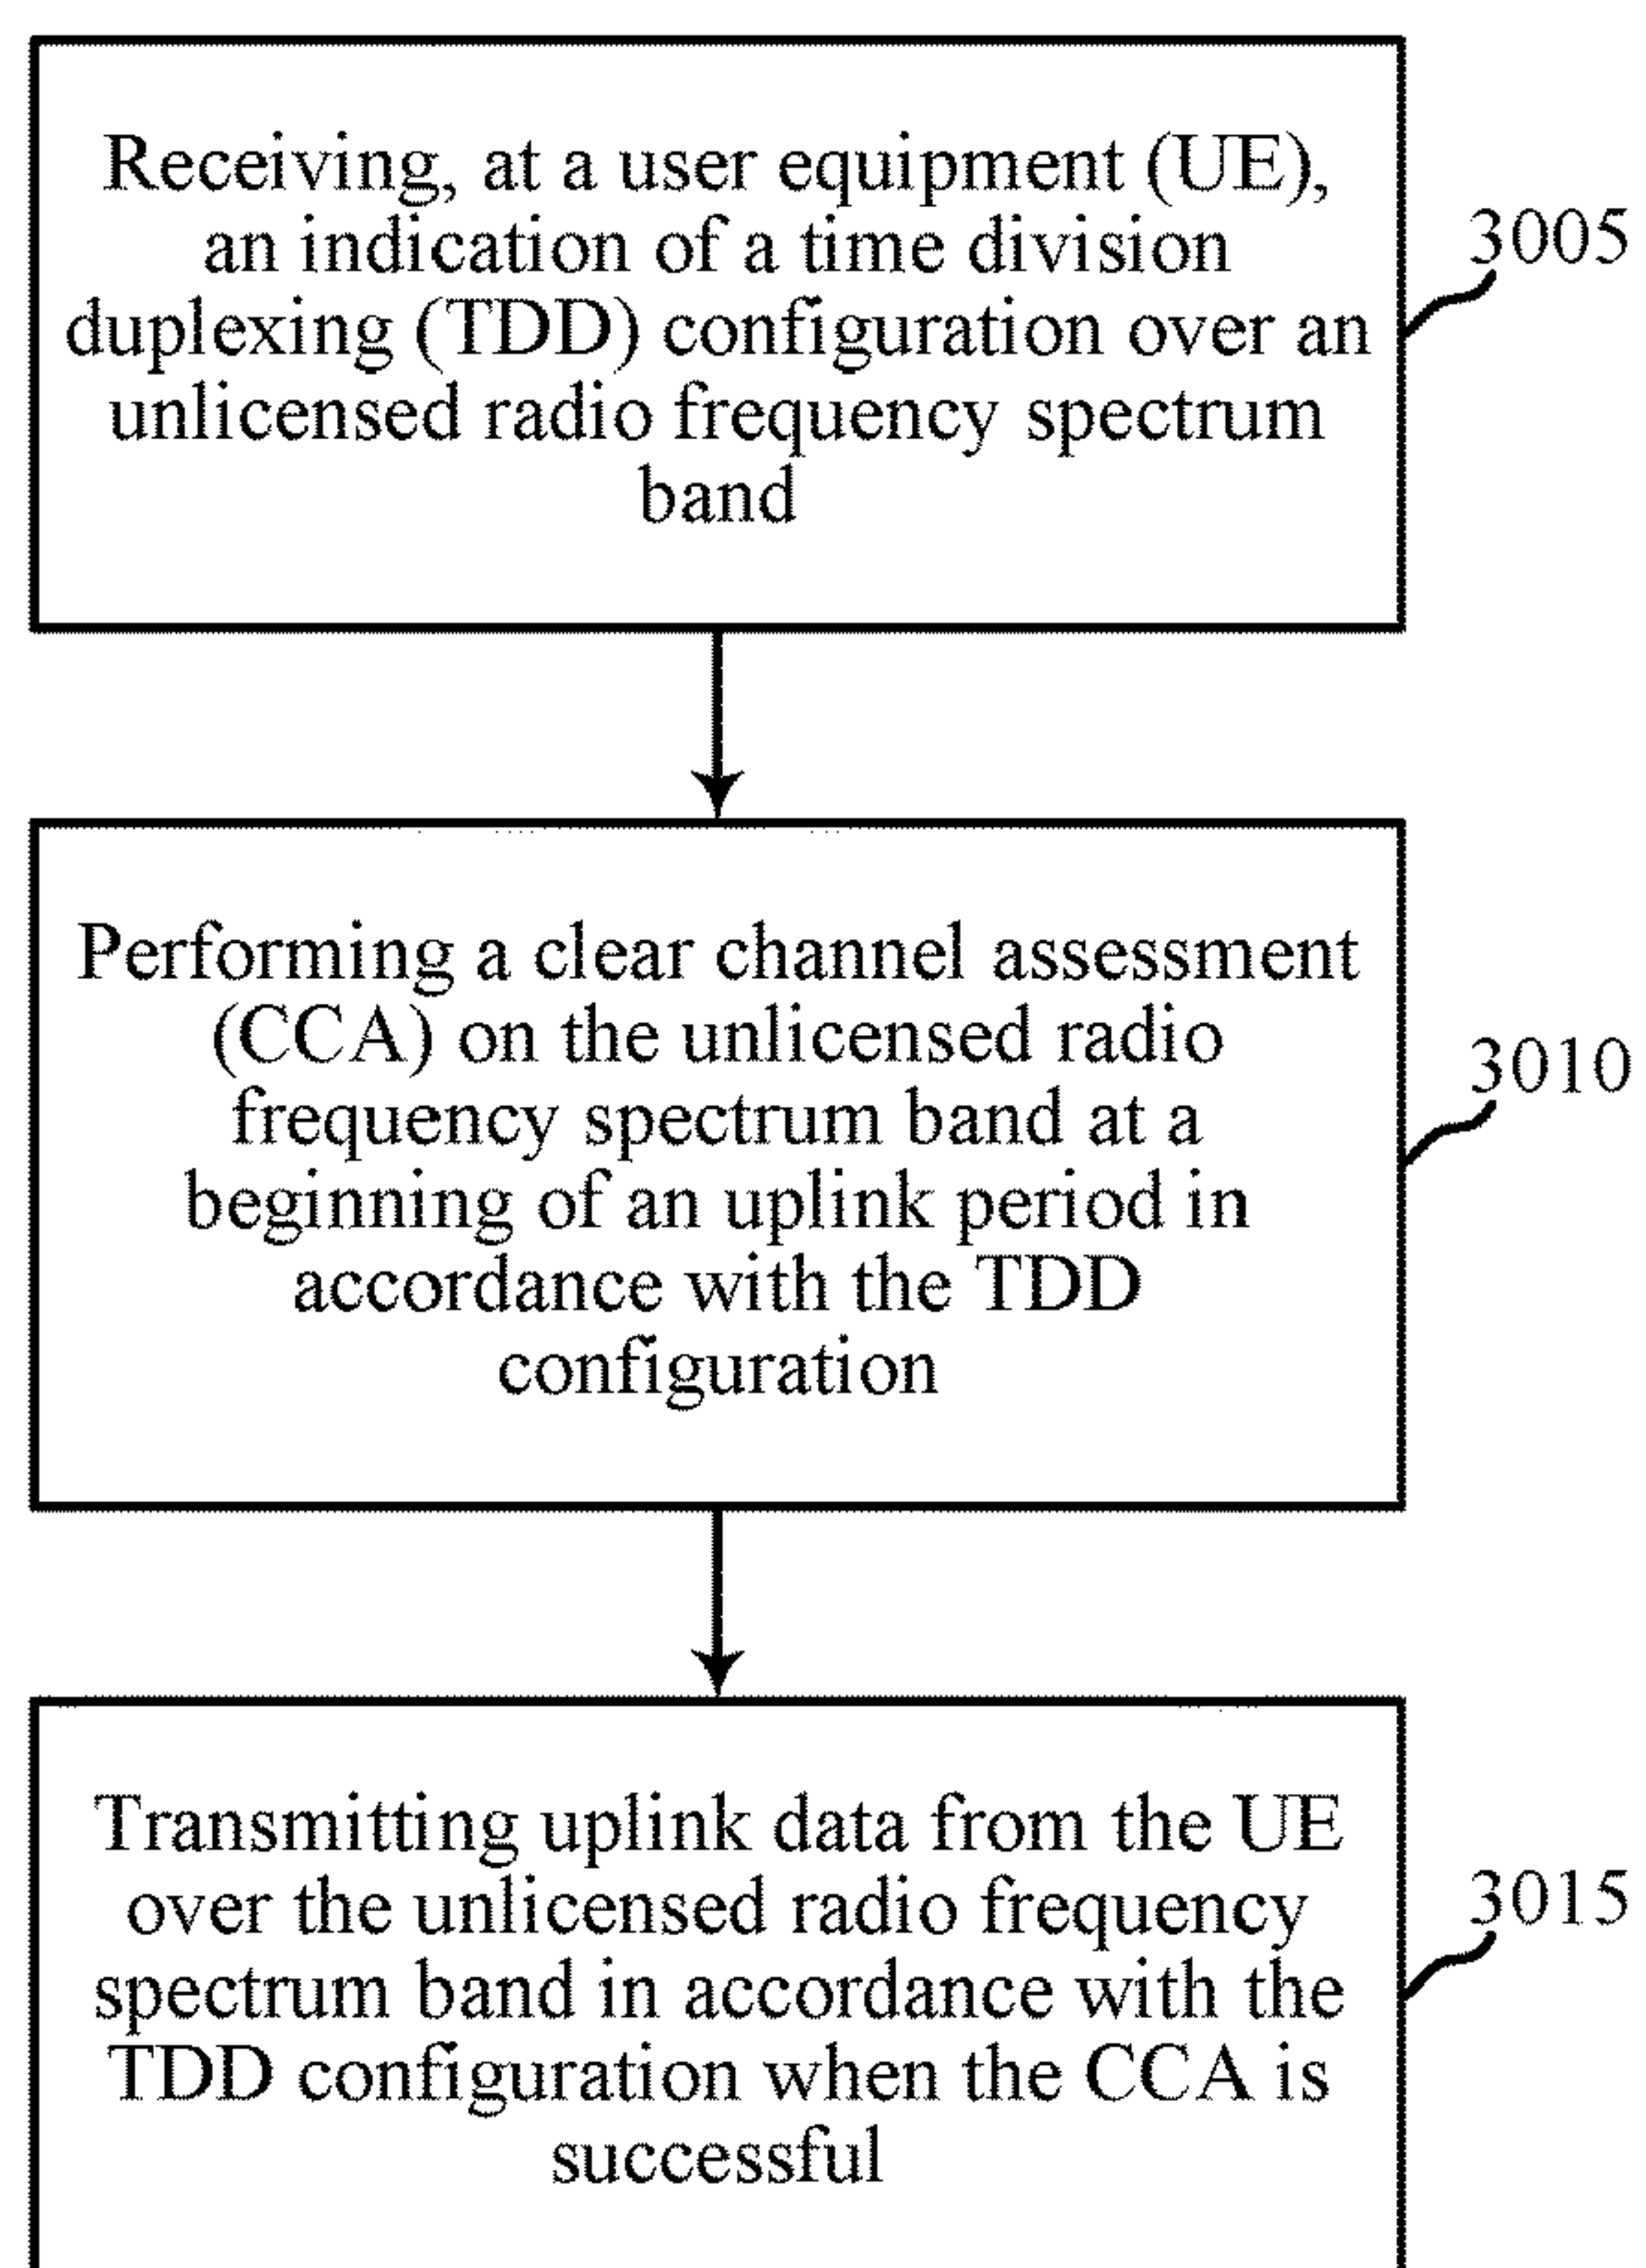 Receiving, at a user equipment (UE),
an indication of a time division
duplexing (TDD) configuration over an
unlicensed radio frequency spectrum
band
3005
Performing a clear channel assessment
(CCA) on the unlicensed radio
frequency spectrum band at a
beginning of an uplink period in
accordance with the TDD
configuration
3010
Transmitting uplink data from the UE
over the unlicensed radio frequency
spectrum band in accordance with the
TDD configuration when the CCA is
successful
3015